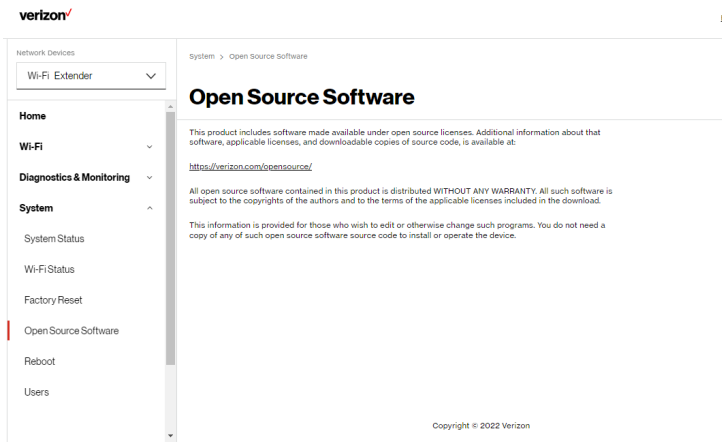 verizon
Network Devices
Wi-Fi Extender
System > Open Source Software
Open Source Software
Home
Wi-Fi
Diagnostics & Monitoring
System
System Status
Wi-Fi Status
Factory Reset
Open Source Software
Reboot
Users
This product includes software made available under open source licenses. Additional information about that
software, applicable licenses, and downloadable copies of source code, is available at:
https://verizon.com/opensource/
All open source software contained in this product is distributed WITHOUT ANY WARRANTY. All such software is
subject to the copyrights of the authors and to the terms of the applicable licenses included in the download.
This information is provided for those who wish to edit or otherwise change such programs. You do not need a
copy of any of such open source software source code to install or operate the device.
Copyright © 2022 Verizon